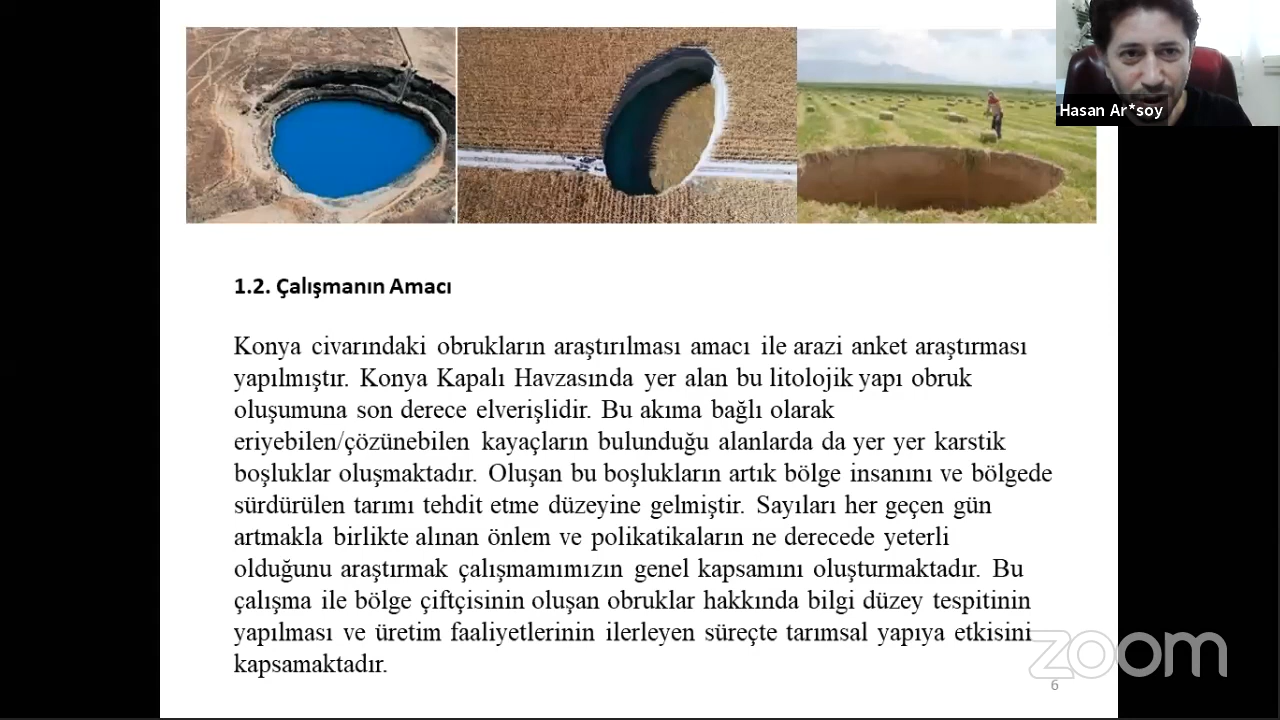 Hasan Ar*soy
1.2. Çalışmanın Amacı
Konya civarındaki obrukların araştırılması amacı ile arazi anket araştırması
yapılmıştır. Konya Kapalı Havzasında yer alan bu litolojik yapı obruk
oluşumuna son derece elverişlidir. Bu akıma bağlı olarak
eriyebilen/çözünebilen kayaçların bulunduğu alanlarda da yer yer karstik
boşluklar oluşmaktadır. Oluşan bu boşlukların artık bölge insanını ve bölgede
sürdürülen tarımı tehdit etme düzeyine gelmiştir. Sayıları her geçen gün
artmakla birlikte alınan önlem ve polikatikaların ne derecede yeterli
olduğunu araştırmak çalışmamımızın genel kapsamını oluşturmaktadır. Bu
çalışma ile bölge çiftçisinin oluşan obruklar hakkında bilgi düzey tespitinin
yapılması ve üretim faaliyetlerinin ilerleyen süreçte tarımsal yapıya etkisini
kapsamaktadır.
zoom
6